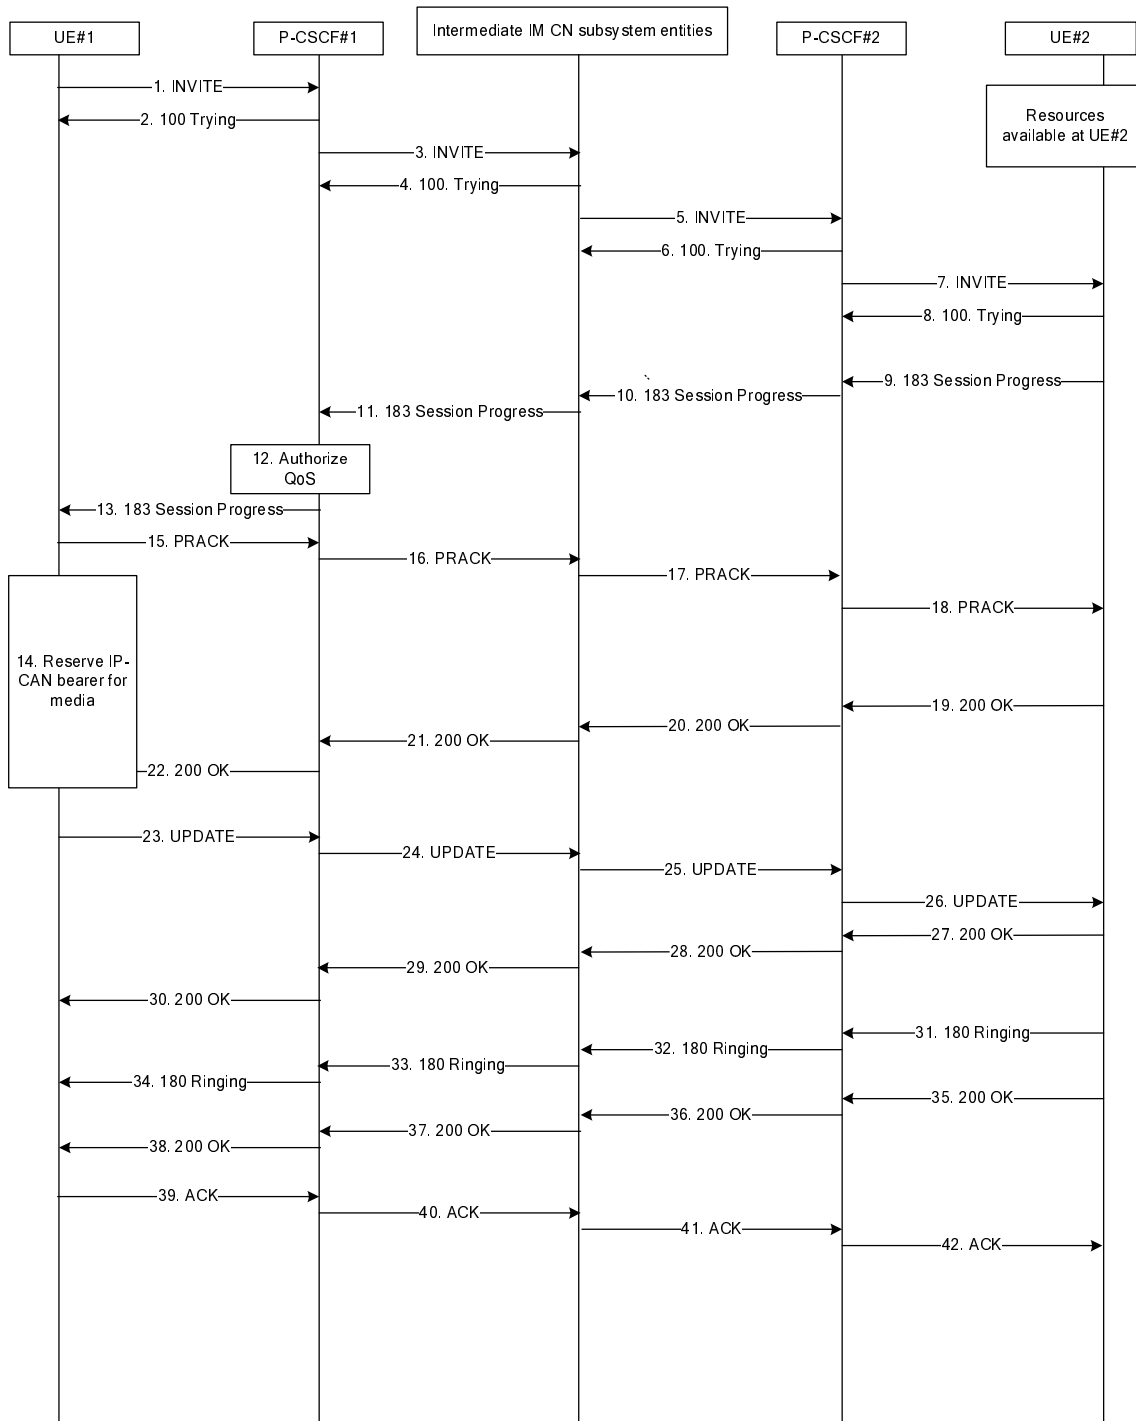 UE#1
P-CSCF#1
Intermediate IM CN subsystem entities
P-CSCF#2
UE#2
1. INVITE
Resources
available at UE#2
2. 100 Trying
3. INVITE
4. 100. Trying
5. INVITE
6. 100. Trying
7. INVITE
8. 100. Trying
9. 183 Session Progress
10. 183 Session Progress
11. 183 Session Progress
12. Authorize
QoS
13. 183 Session Progress
15. PRACK
16. PRACK
17. PRACK
18. PRACK
14. Reserve IP-
CAN bearer for
media
19. 200 OK
20. 200 OK
21. 200 OK
22. 200 OK
23. UPDATE
24. UPDATE
25. UPDATE
26. UPDATE
27. 200 OK
28. 200 OK
29. 200 OK
30. 200 OK
31. 180 Ringing
32. 180 Ringing
33. 180 Ringing
34. 180 Ringing
35. 200 OK
36. 200 OK
37. 200 OK
38. 200 OK
39. ACK
40. ACK
41. ACK
42. ACK